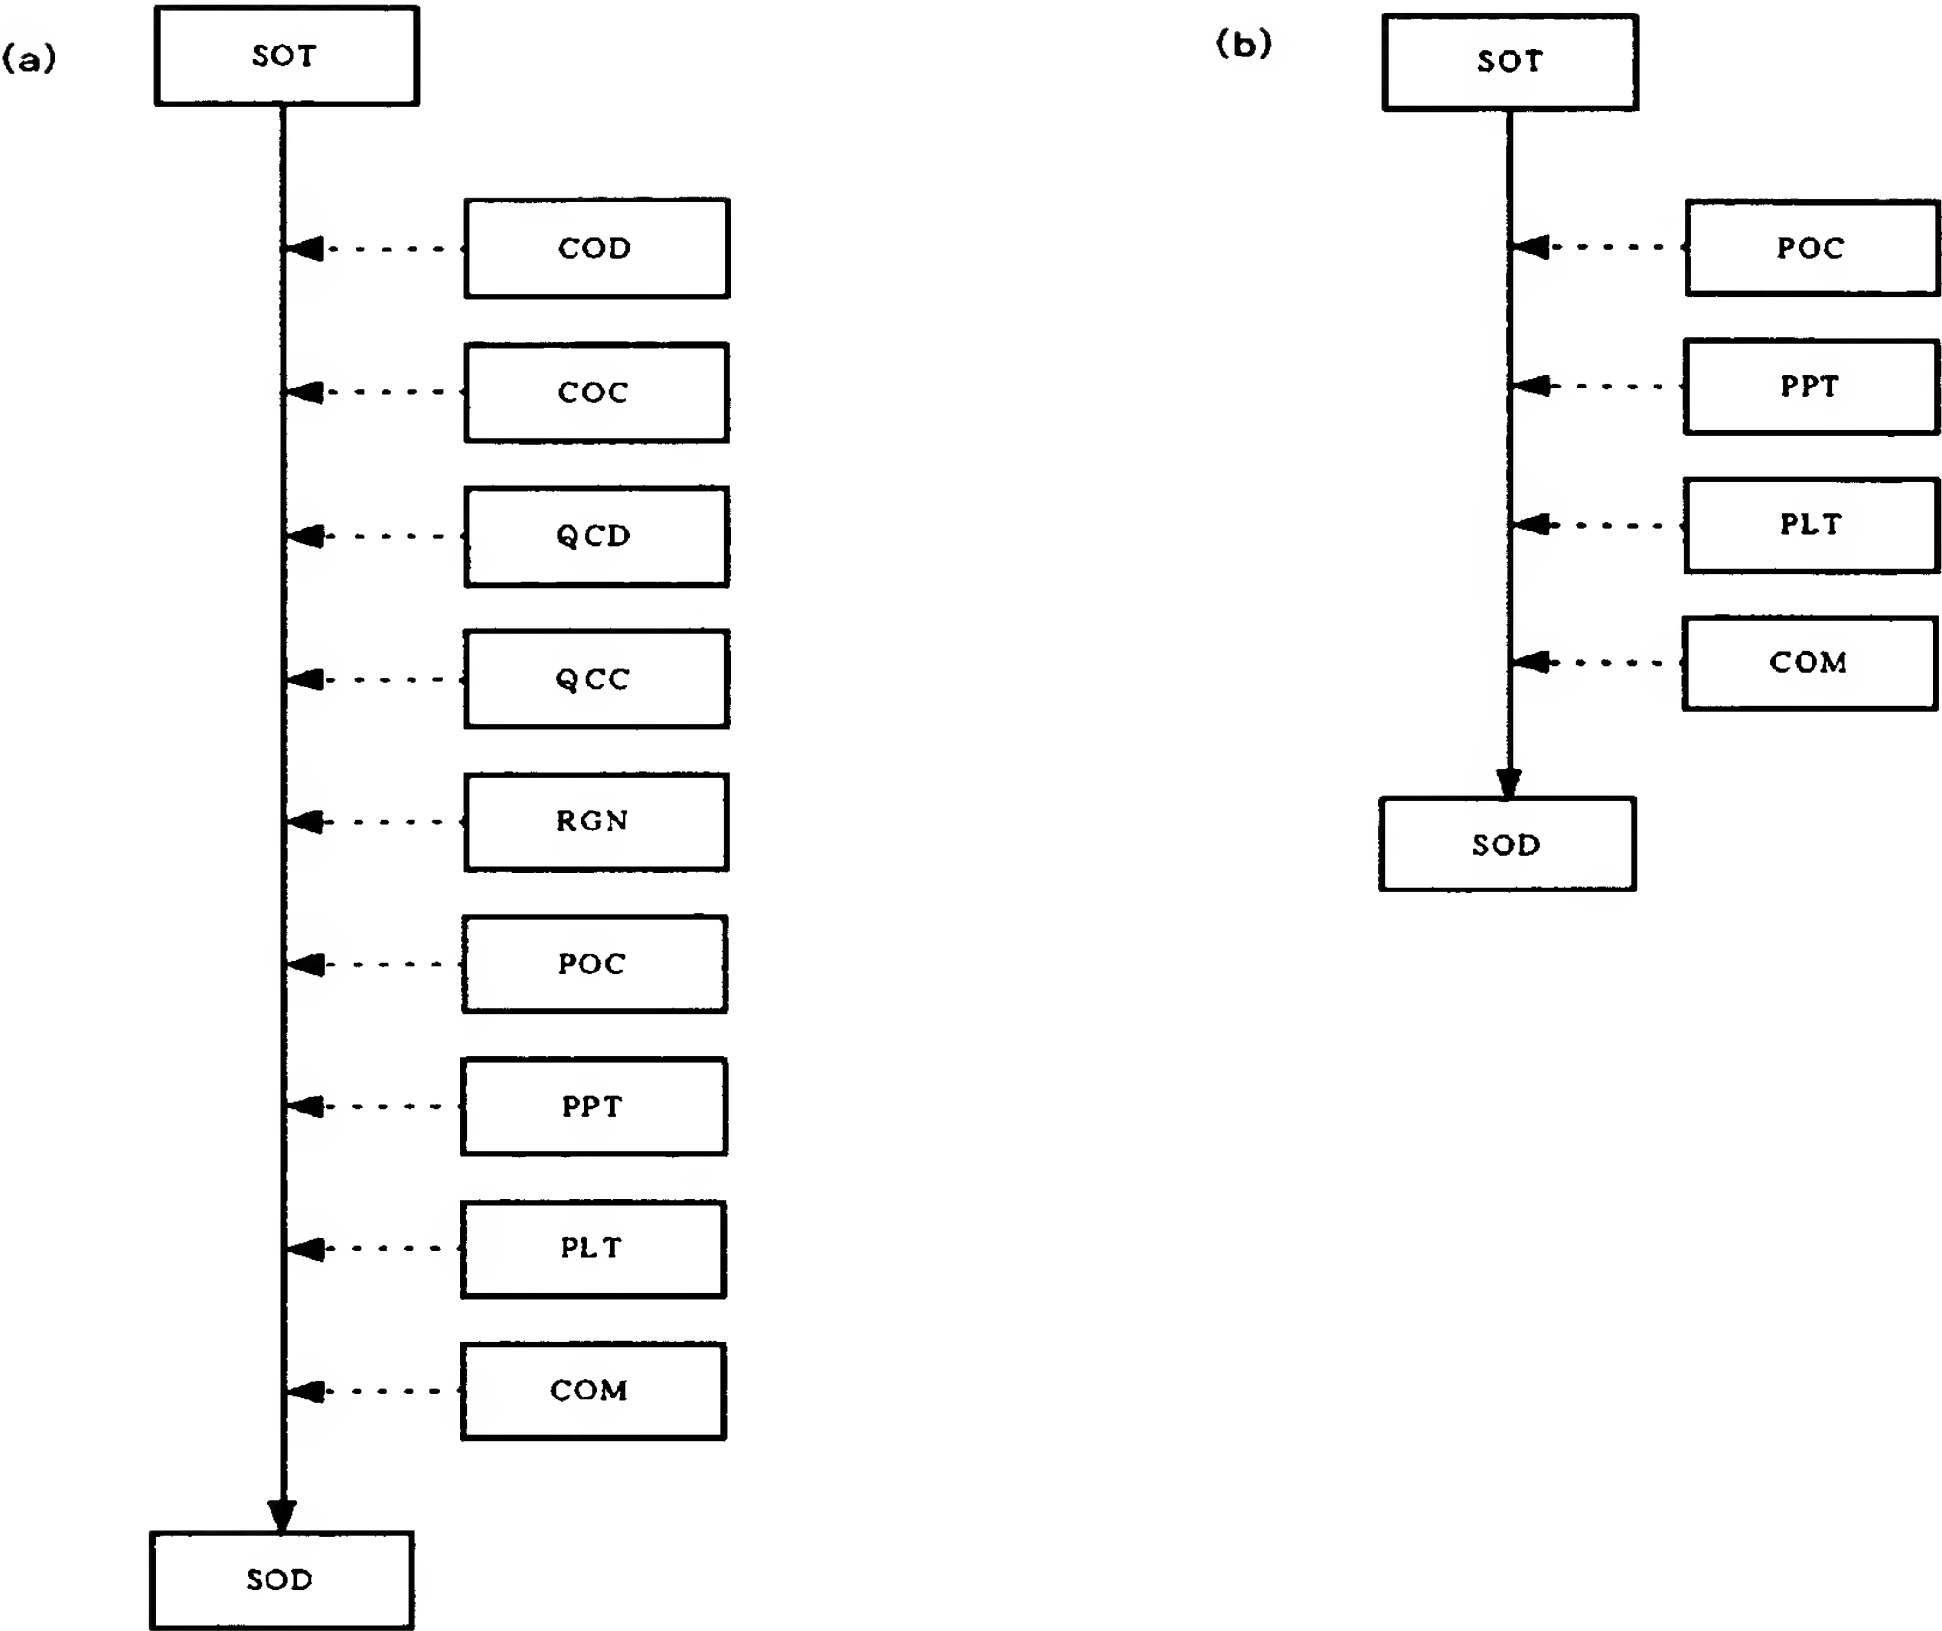 (a)
SOT
COD
COC
QCD
QCC
RGN
POC
PPT
PLT
COM
SOD
(b)
SOT
POC
PPT
PLT
COM
SOD